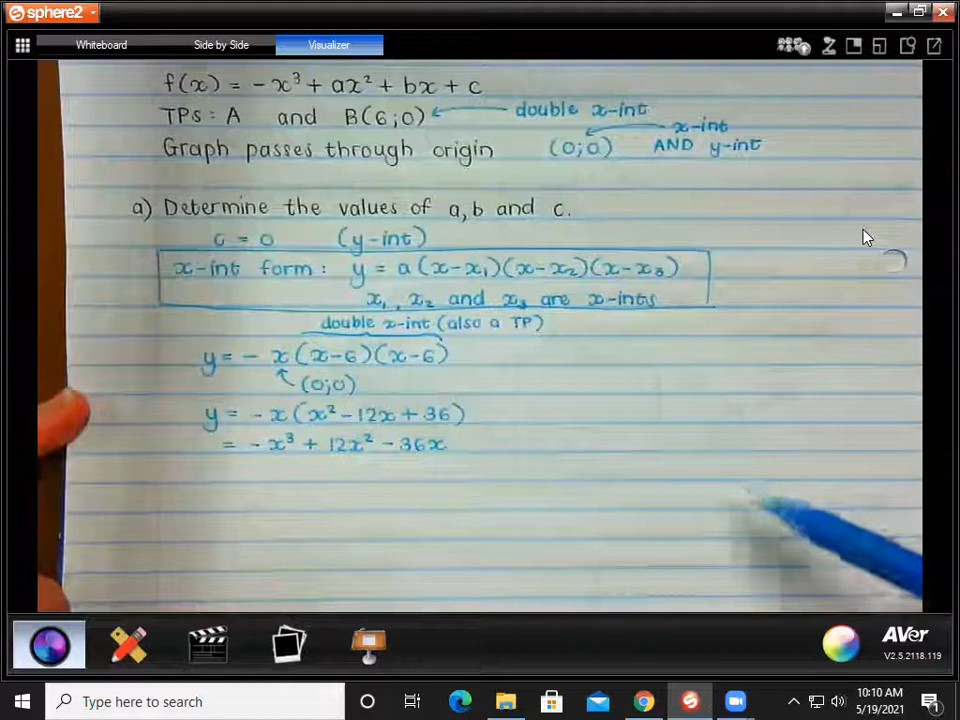 sphere2
Whiteboard Side by Side Visualizer
f(x) = -x³ + ax² + bx + c
TPs: A and B(6;0) ← double x-int
x-int
Graph passes through origin (0;0) AND y-int
a) Determine the values of a, b and c.
c = 0 (y-int)
x-int form: y = a(x-x₁)(x-x₂)(x-x₃)
x₁, x₂ and x₃ are x-ints
double x-int (also a TP)
y = - x(x-6)(x-6)
(0;0)
y = -x(x² - 12x + 36)
= -x³ + 12x² - 36x
AVer
V2.5.2118.119
Type here to search
10:10 AM
5/19/2021
1